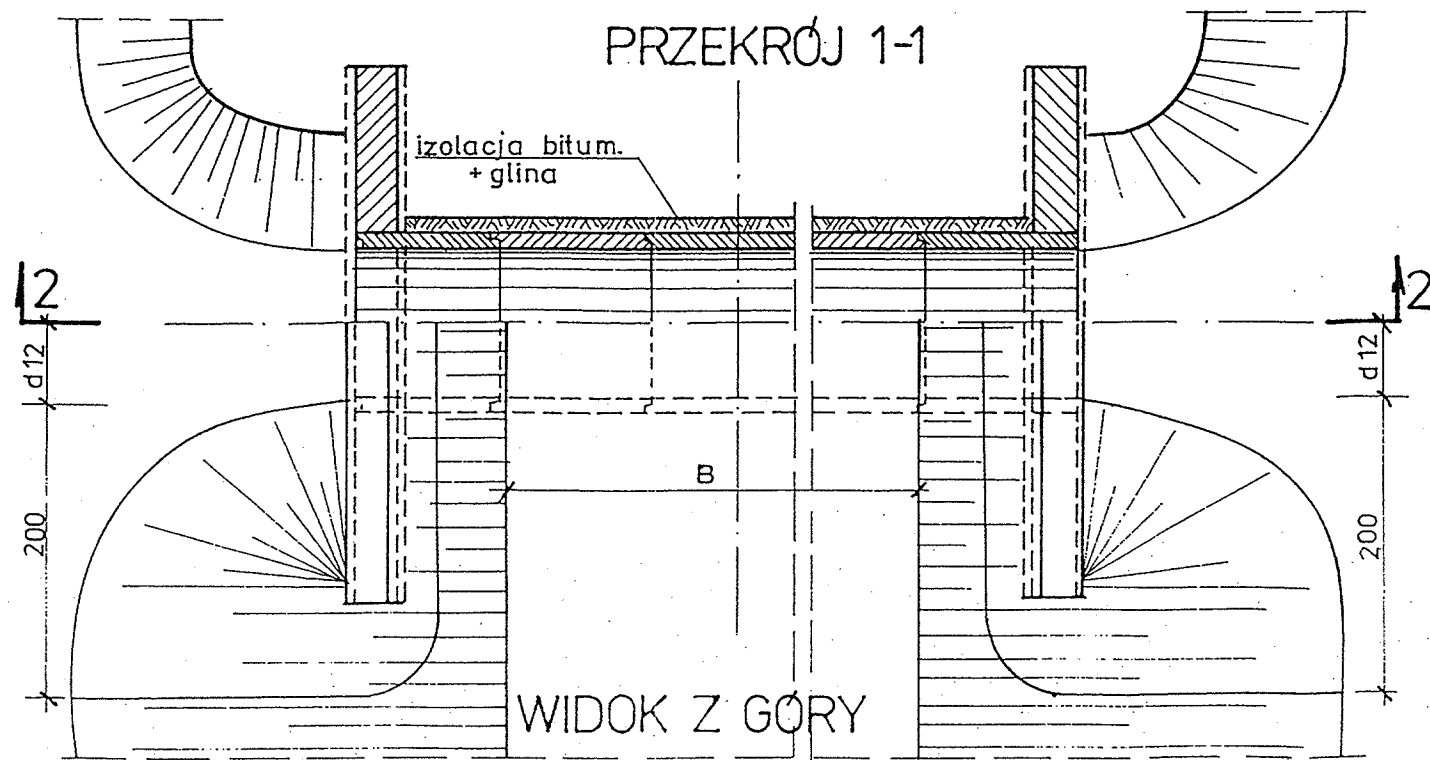 PRZEKRÓJ 1-1
izolacja bitum.
+ glina
2
2
d12
d12
B
200
200
WIDOK Z GÓRY